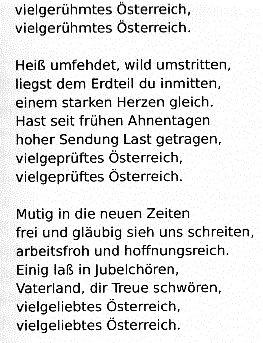 vielgerühmtes Österreich,
vielgerühmtes Österreich.
Heiß umfehdet, wild umstritten,
liegst dem Erdteil du inmitten,
einem starken Herzen gleich.
Hast seit frühen Ahnentagen
hoher Sendung Last getragen,
vielgeprüftes Österreich,
vielgeprüftes Österreich.
Mutig in die neuen Zeiten
frei und gläubig sieh uns schreiten,
arbeitsfroh und hoffnungsreich.
Einig laß in Jubelchören,
Vaterland, dir Treue schwören,
vielgeliebtes Österreich,
vielgeliebtes Österreich.